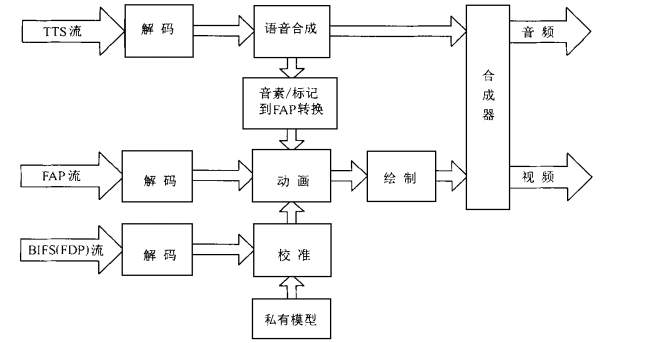 TTS流
解码
语音合成
音频
音素/标记
到FAP转换
合成器
FAP流
解码
动画
绘制
视频
BIFS(FDP)流
解码
校准
私有模型